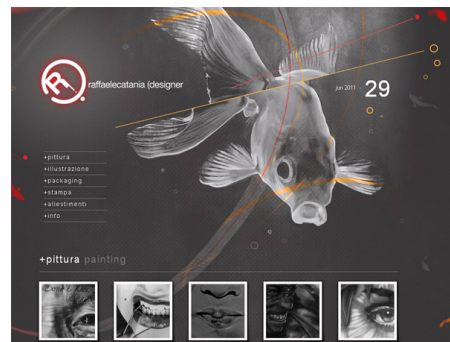 raffaelecatania (designer
jun 2011 - 29
+pittura
+illustrazione
+packaging
+stampa
+allestimenti
+info
+pittura painting